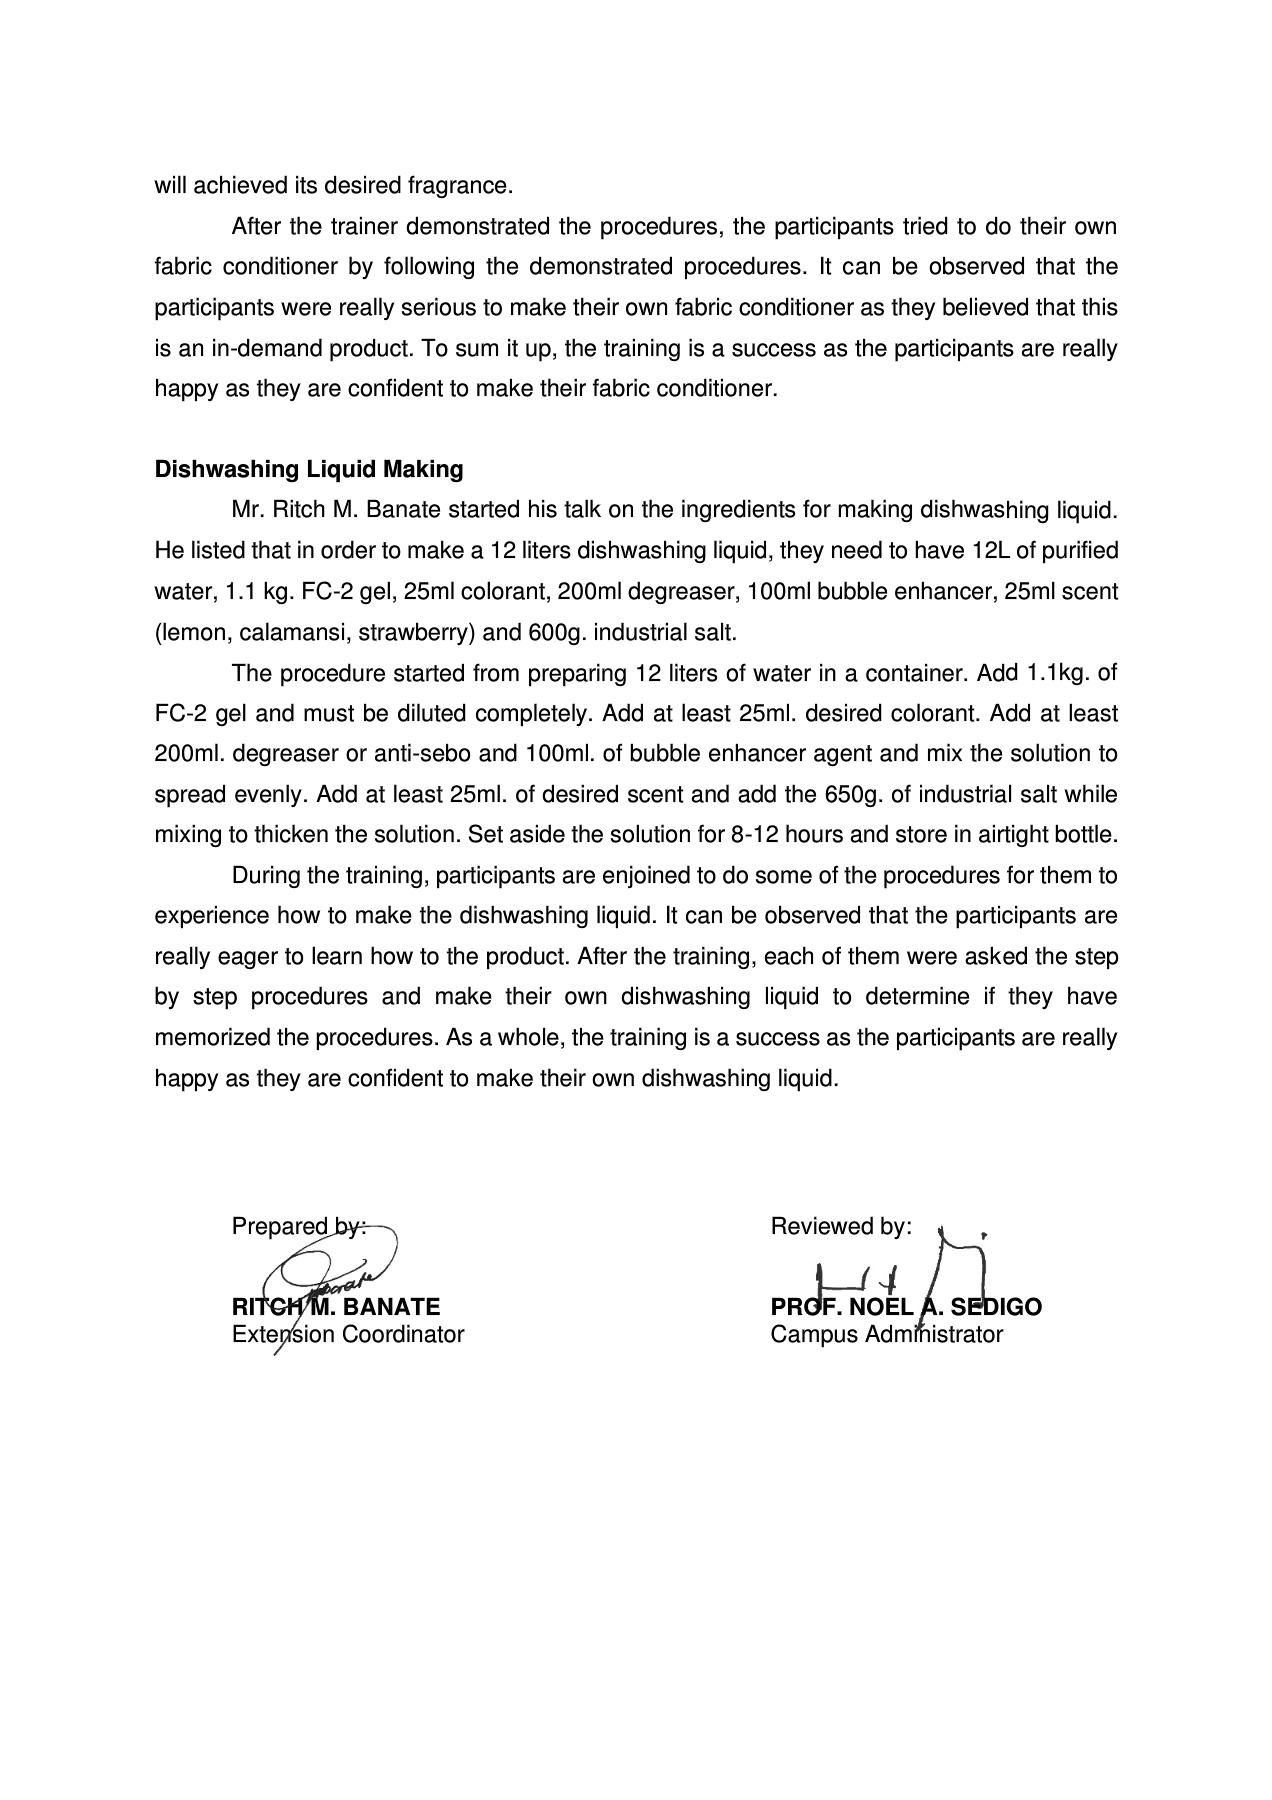 will achieved its desired fragrance.
After the trainer demonstrated the procedures, the participants tried to do their own
fabric conditioner by following the demonstrated procedures. It can be observed that the
participants were really serious to make their own fabric conditioner as they believed that this
is an in-demand product. To sum it up, the training is a success as the participants are really
happy as they are confident to make their fabric conditioner.
Dishwashing Liquid Making
Mr. Ritch M. Banate started his talk on the ingredients for making dishwashing liquid.
He listed that in order to make a 12 liters dishwashing liquid, they need to have 12L of purified
water, 1.1 kg. FC-2 gel, 25ml colorant, 200ml degreaser, 100ml bubble enhancer, 25ml scent
(lemon, calamansi, strawberry) and 600g. industrial salt.
The procedure started from preparing 12 liters of water in a container. Add 1.1kg. of
FC-2 gel and must be diluted completely. Add at least 25ml. desired colorant. Add at least
200ml. degreaser or anti-sebo and 100ml. of bubble enhancer agent and mix the solution to
spread evenly. Add at least 25ml. of desired scent and add the 650g. of industrial salt while
mixing to thicken the solution. Set aside the solution for 8-12 hours and store in airtight bottle.
During the training, participants are enjoined to do some of the procedures for them to
experience how to make the dishwashing liquid. It can be observed that the participants are
really eager to learn how to the product. After the training, each of them were asked the step
by step procedures and make their own dishwashing liquid to determine if they have
memorized the procedures. As a whole, the training is a success as the participants are really
happy as they are confident to make their own dishwashing liquid.
Prepared by:
RITCH M. BANATE
Extension Coordinator
Reviewed by:
PROF. NOEL A. SEDIGO
Campus Administrator